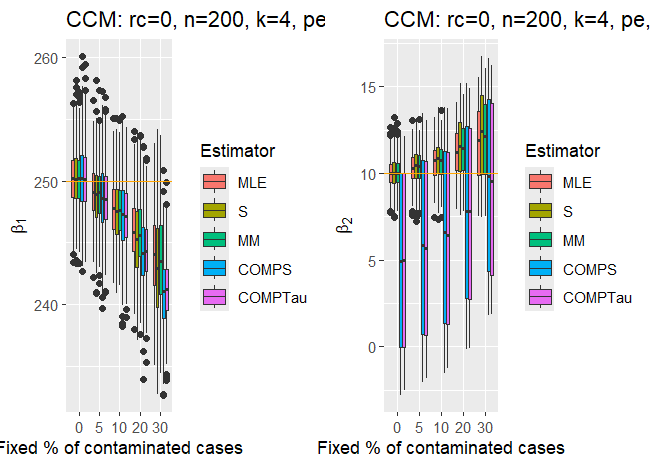 CCM: rc=0, n=200, k=4, pe
260
250
240
β1
0 5 10 20 30
Fixed % of contaminated cases
Estimator
MLE
S
MM
COMPS
COMPTau
CCM: rc=0, n=200, k=4, pe,
15
10
5
0
β2
0 5 10 20 30
Fixed % of contaminated cases
Estimator
MLE
S
MM
COMPS
COMPTau